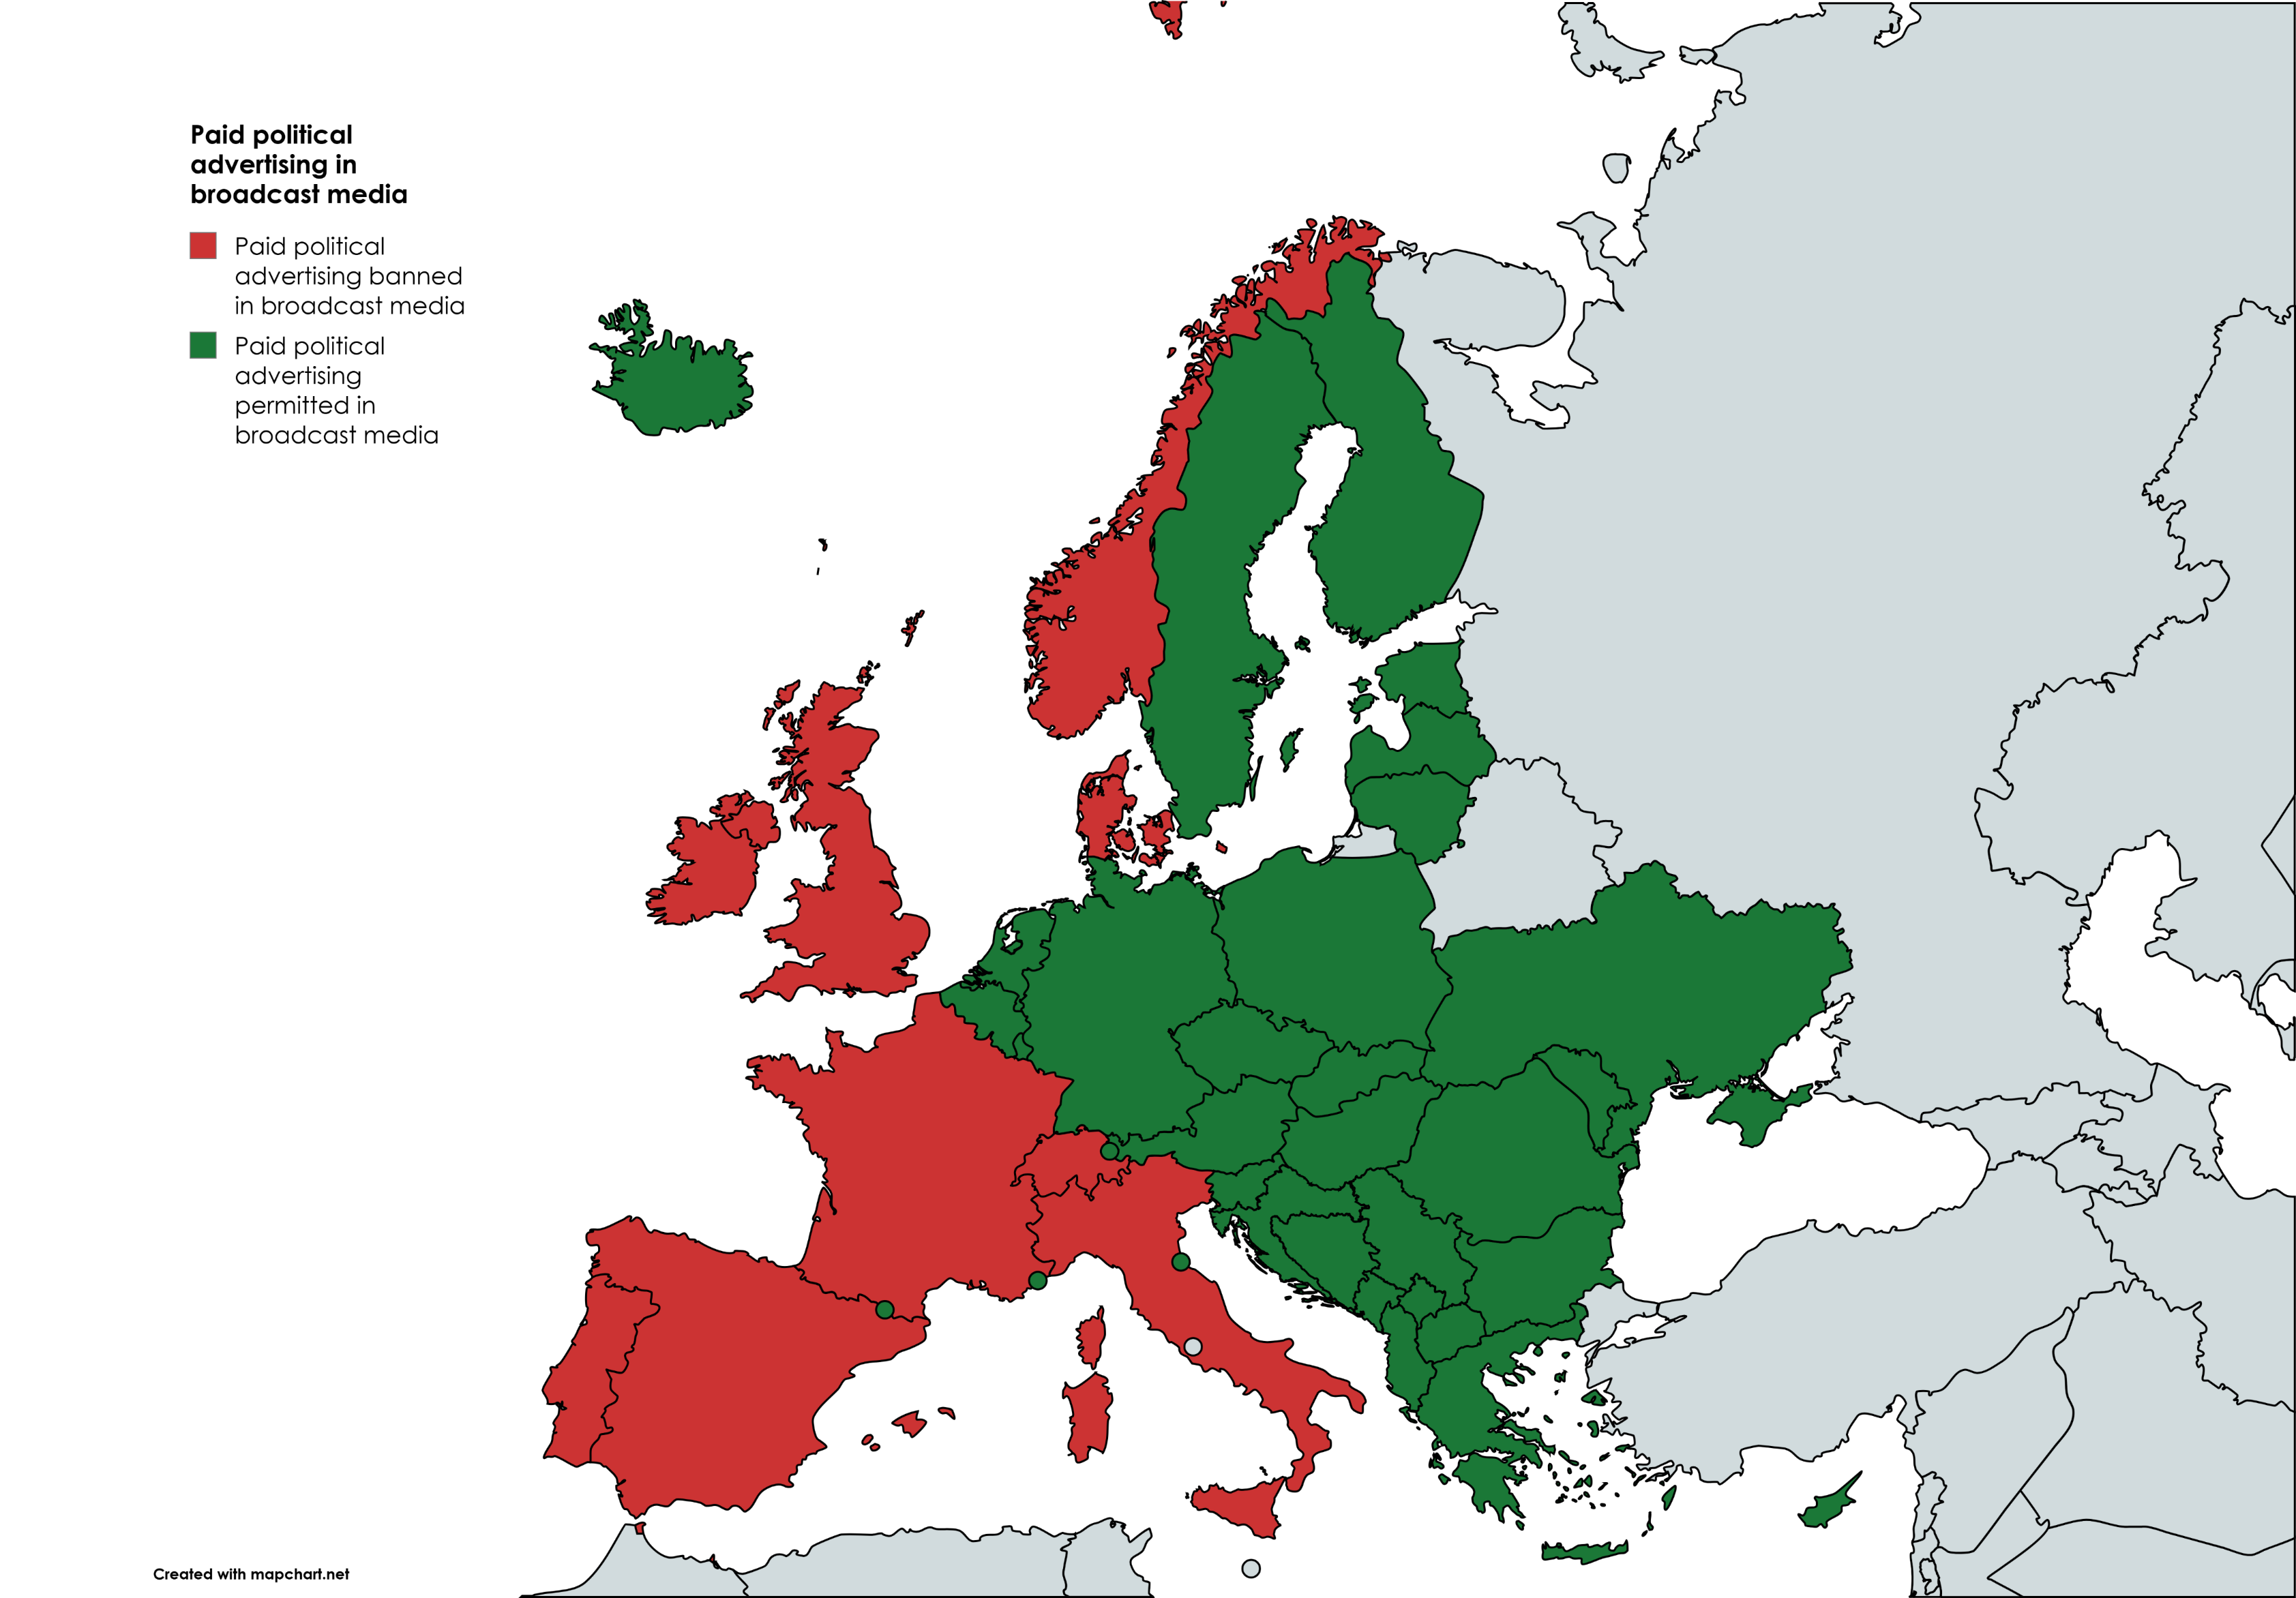 Paid political
advertising in
broadcast media
Paid political
advertising banned
in broadcast media
Paid political
advertising
permitted in
broadcast media
Created with mapchart.net